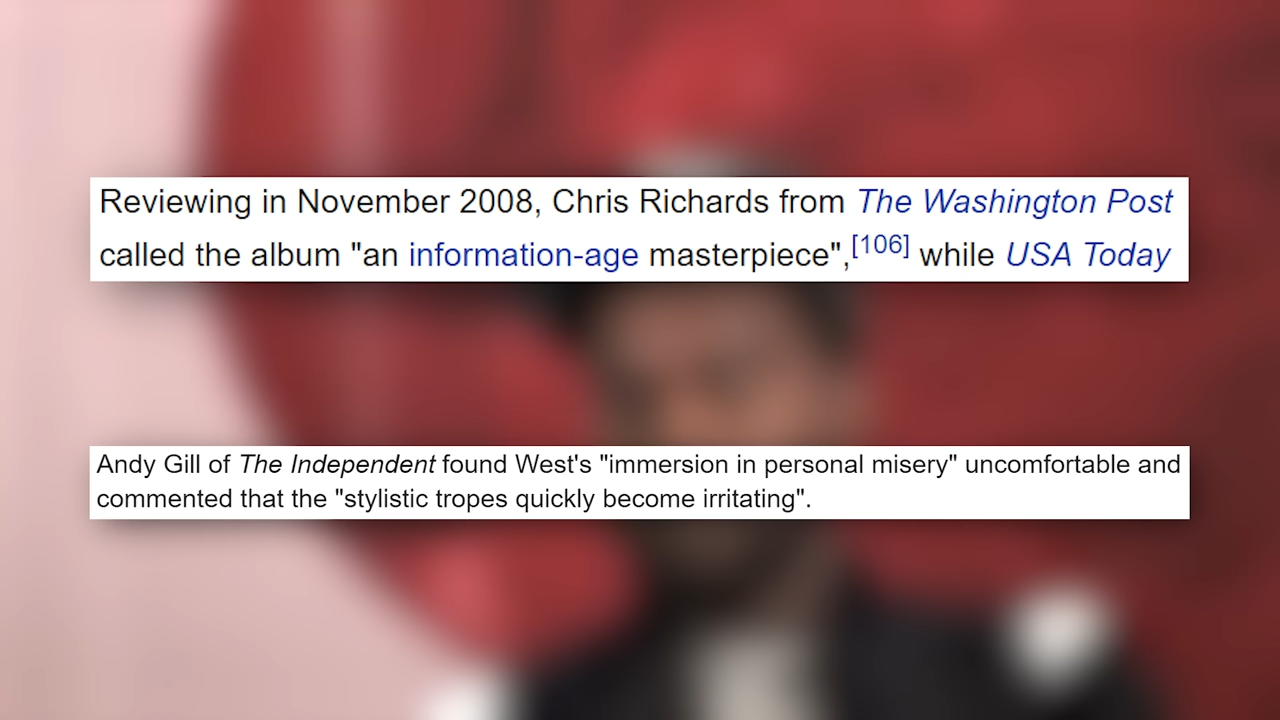 Reviewing in November 2008, Chris Richards from The Washington Post
called the album "an information-age masterpiece",[106] while USA Today
Andy Gill of The Independent found West's "immersion in personal misery" uncomfortable and
commented that the "stylistic tropes quickly become irritating".